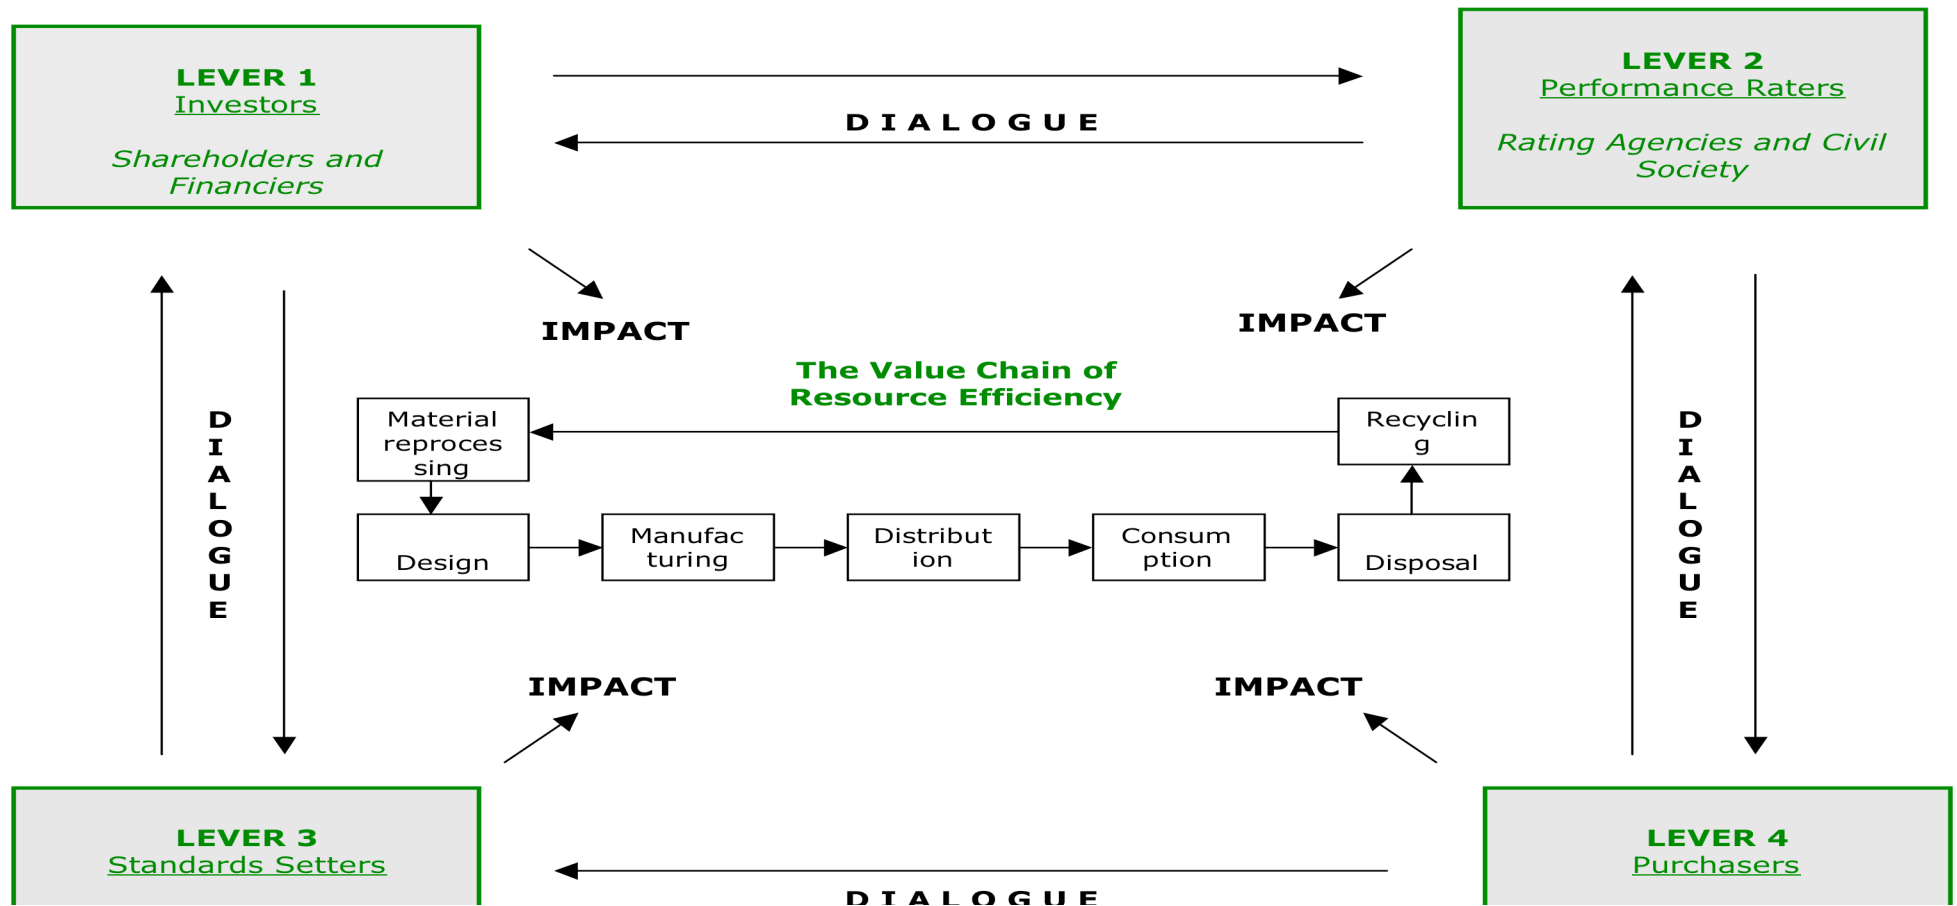 LEVER 1
Investors
Shareholders and
Financiers
LEVER 2
Performance Raters
Rating Agencies and Civil
Society
D I A L O G U E
IMPACT
IMPACT
The Value Chain of
Resource Efficiency
D
I
A
L
O
G
U
E
Material
reproces
sing
Recyclin
g
D
I
A
L
O
G
U
E
Design
Manufac
turing
Distribut
ion
Consum
ption
Disposal
IMPACT
IMPACT
LEVER 3
Standards Setters
LEVER 4
Purchasers
D I A L O G U E